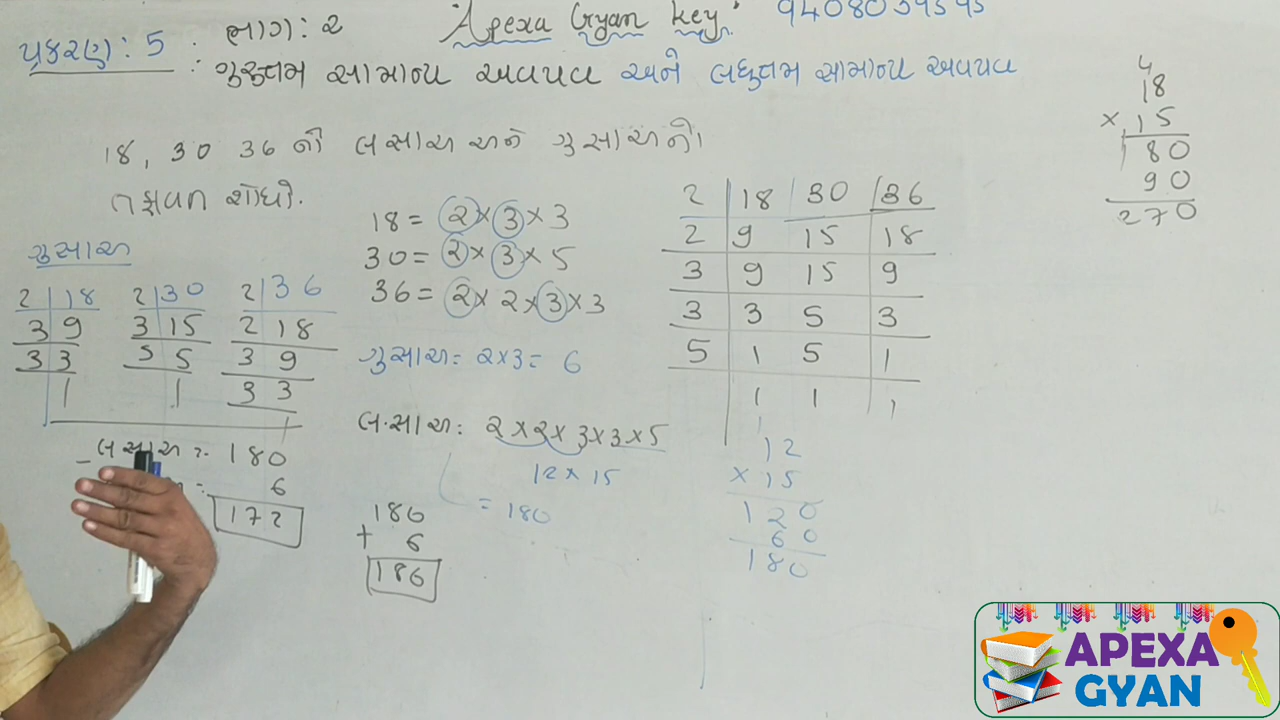 Apexa Gyan Key.
પ્રકરણ: 5 : ભાગ: 2
ગુરુત્તમ સામાન્ય અવયવ અને લઘુત્તમ સામાન્ય અવયવ
18, 30 36 ની લસાઅ અને ગુસાઅનો
તફાવત શોધો.
ગુસાઅ
2 18
3 9
3 3
1
2 30
3 15
5 5
1
2 36
2 18
3 9
3 3
1
18 = 2 × 3 × 3
30 = 2 × 3 × 5
36 = 2 × 2 × 3 × 3
ગુસાઅ = 2×3 = 6
લ.સાઅ: 2 × 2 × 3 × 3 × 5
12 × 15
= 180
લસાઅ = 180
- = 6
172
180
+ 6
186
2 18 30 36
2 9 15 18
3 9 15 9
3 3 5 3
5 1 5 1
1 1 1
1
12
× 15
120
60
180
4
18
× 15
180
90
270
APEXA
GYAN